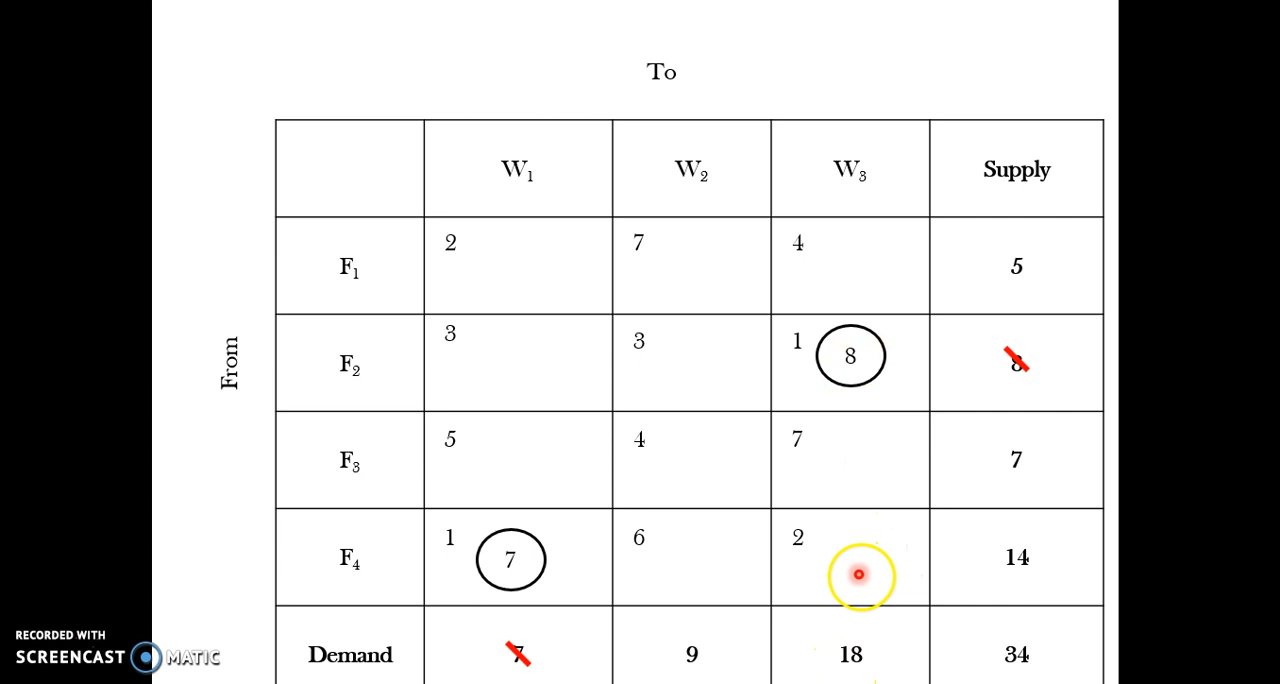 To
W₁ W₂ W₃ Supply
2 7 4
F₁ 5
3 3 1 8
F₂ 8
From
5 4 7
F₃ 7
1 7 6 2
F₄ 14
Demand 7 9 18 34
RECORDED WITH
SCREENCAST MATIC